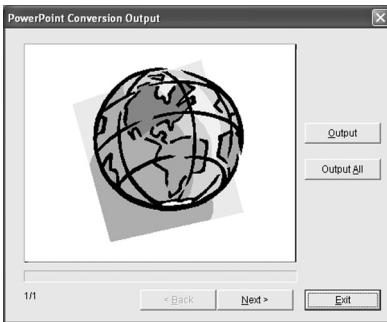 PowerPoint Conversion Output
Output
Output All
1/1
< Back
Next >
Exit